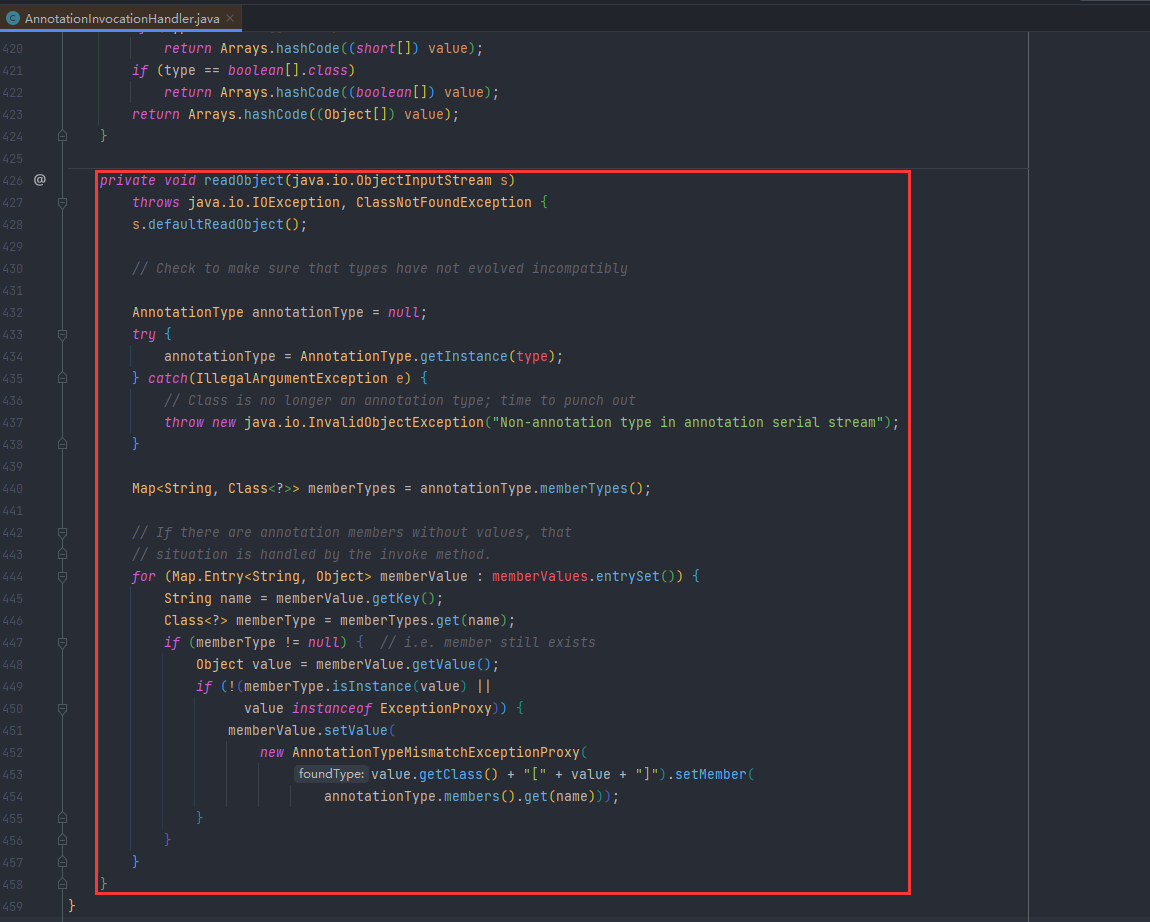 AnnotationInvocationHandler.java ×
420 return Arrays.hashCode((short[]) value);
421 if (type == boolean[].class)
422 return Arrays.hashCode((boolean[]) value);
423 return Arrays.hashCode((Object[]) value);
424 }
425
426 @ private void readObject(java.io.ObjectInputStream s)
427 throws java.io.IOException, ClassNotFoundException {
428 s.defaultReadObject();
429
430 // Check to make sure that types have not evolved incompatibly
431
432 AnnotationType annotationType = null;
433 try {
434 annotationType = AnnotationType.getInstance(type);
435 } catch(IllegalArgumentException e) {
436 // Class is no longer an annotation type; time to punch out
437 throw new java.io.InvalidObjectException("Non-annotation type in annotation serial stream");
438 }
439
440 Map<String, Class<?>> memberTypes = annotationType.memberTypes();
441
442 // If there are annotation members without values, that
443 // situation is handled by the invoke method.
444 for (Map.Entry<String, Object> memberValue : memberValues.entrySet()) {
445 String name = memberValue.getKey();
446 Class<?> memberType = memberTypes.get(name);
447 if (memberType != null) { // i.e. member still exists
448 Object value = memberValue.getValue();
449 if (!(memberType.isInstance(value) ||
450 value instanceof ExceptionProxy)) {
451 memberValue.setValue(
452 new AnnotationTypeMismatchExceptionProxy(
453 foundType: value.getClass() + "[" + value + "]").setMember(
454 annotationType.members().get(name)));
455 }
456 }
457 }
458 }
459 }